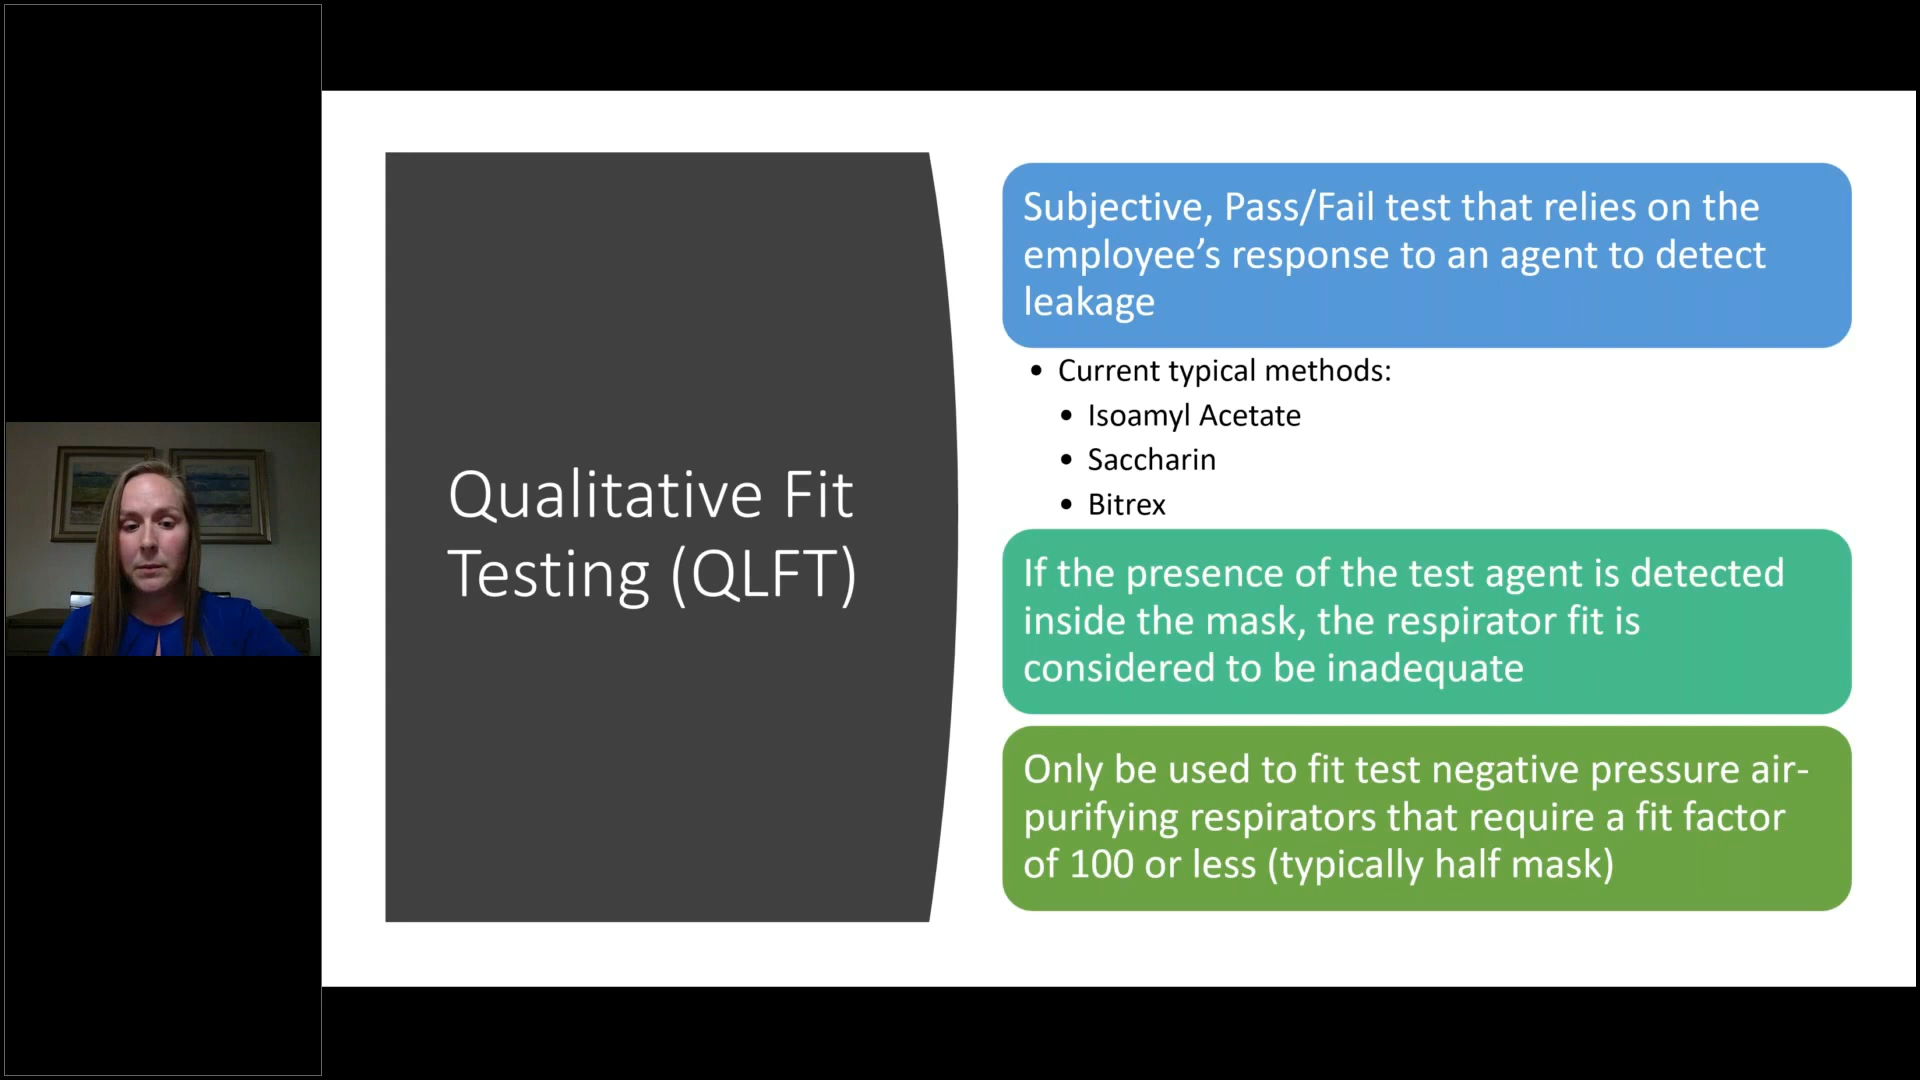 Qualitative Fit
Testing (QLFT)
Subjective, Pass/Fail test that relies on the
employee’s response to an agent to detect
leakage
• Current typical methods:
• Isoamyl Acetate
• Saccharin
• Bitrex
If the presence of the test agent is detected
inside the mask, the respirator fit is
considered to be inadequate
Only be used to fit test negative pressure air-
purifying respirators that require a fit factor
of 100 or less (typically half mask)